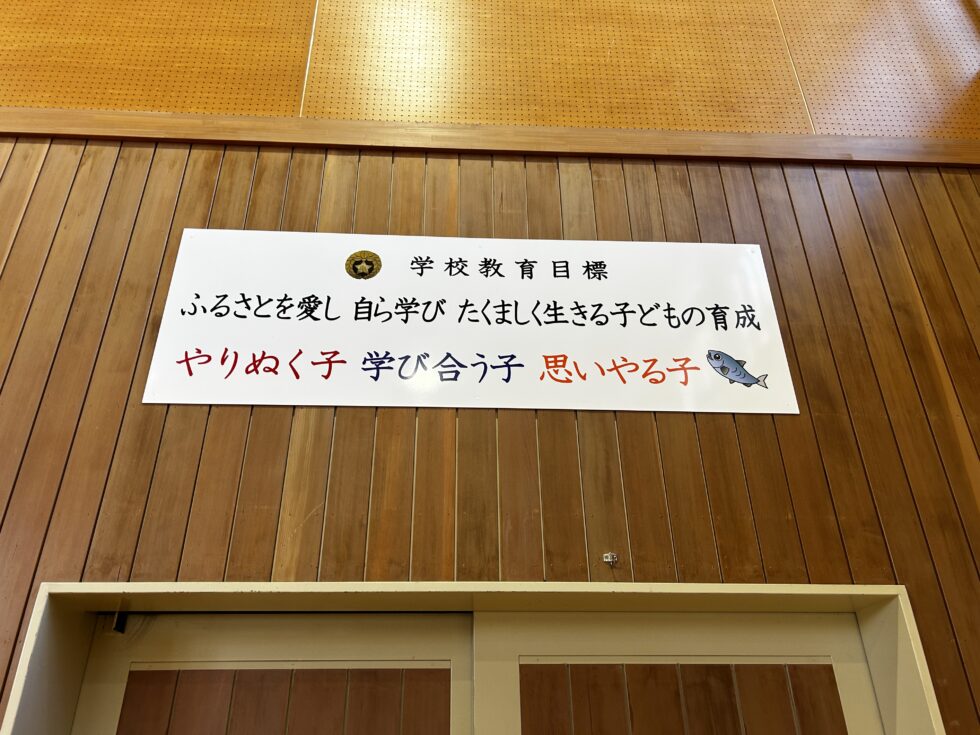 学校教育目標
ふるさとを愛し 自ら学び たくましく生きる子どもの育成
やりぬく子 学び合う子 思いやる子